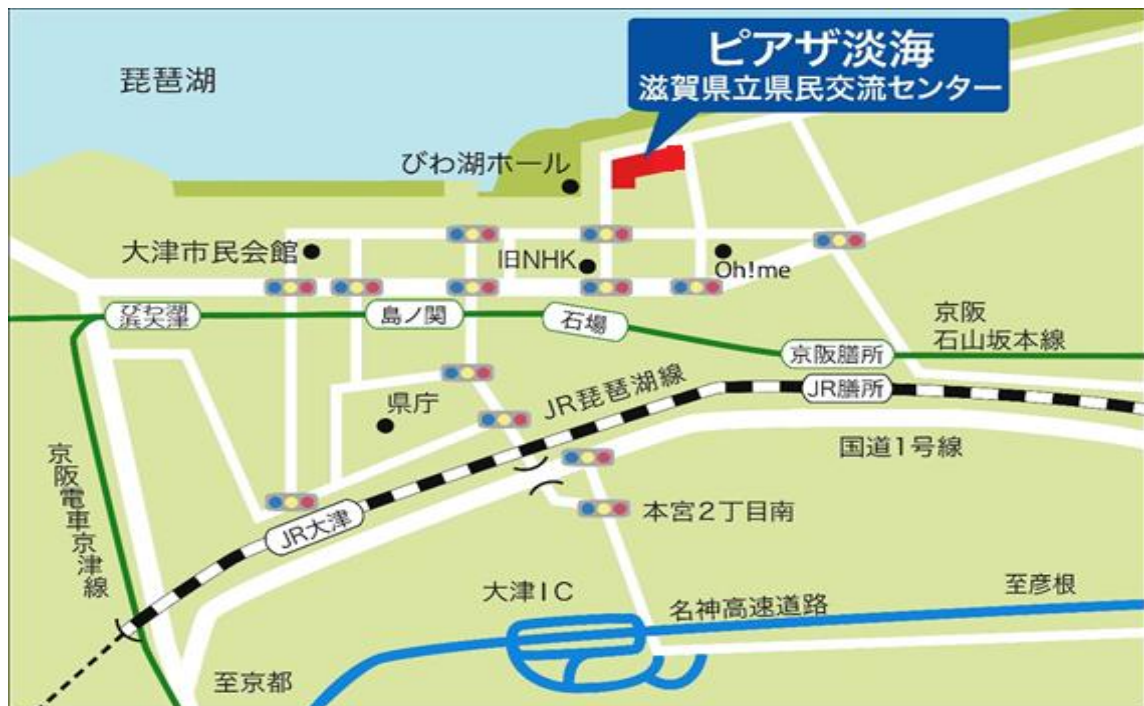 ピアザ淡海
滋賀県立県民交流センター
琵琶湖
びわ湖ホール
大津市民会館
旧NHK
Oh!me
びわ湖
浜大津
島ノ関
石場
京阪膳所
京阪
石山坂本線
県庁
JR琵琶湖線
JR膳所
国道1号線
京阪電車京津線
JR大津
本宮2丁目南
大津IC
名神高速道路
至彦根
至京都